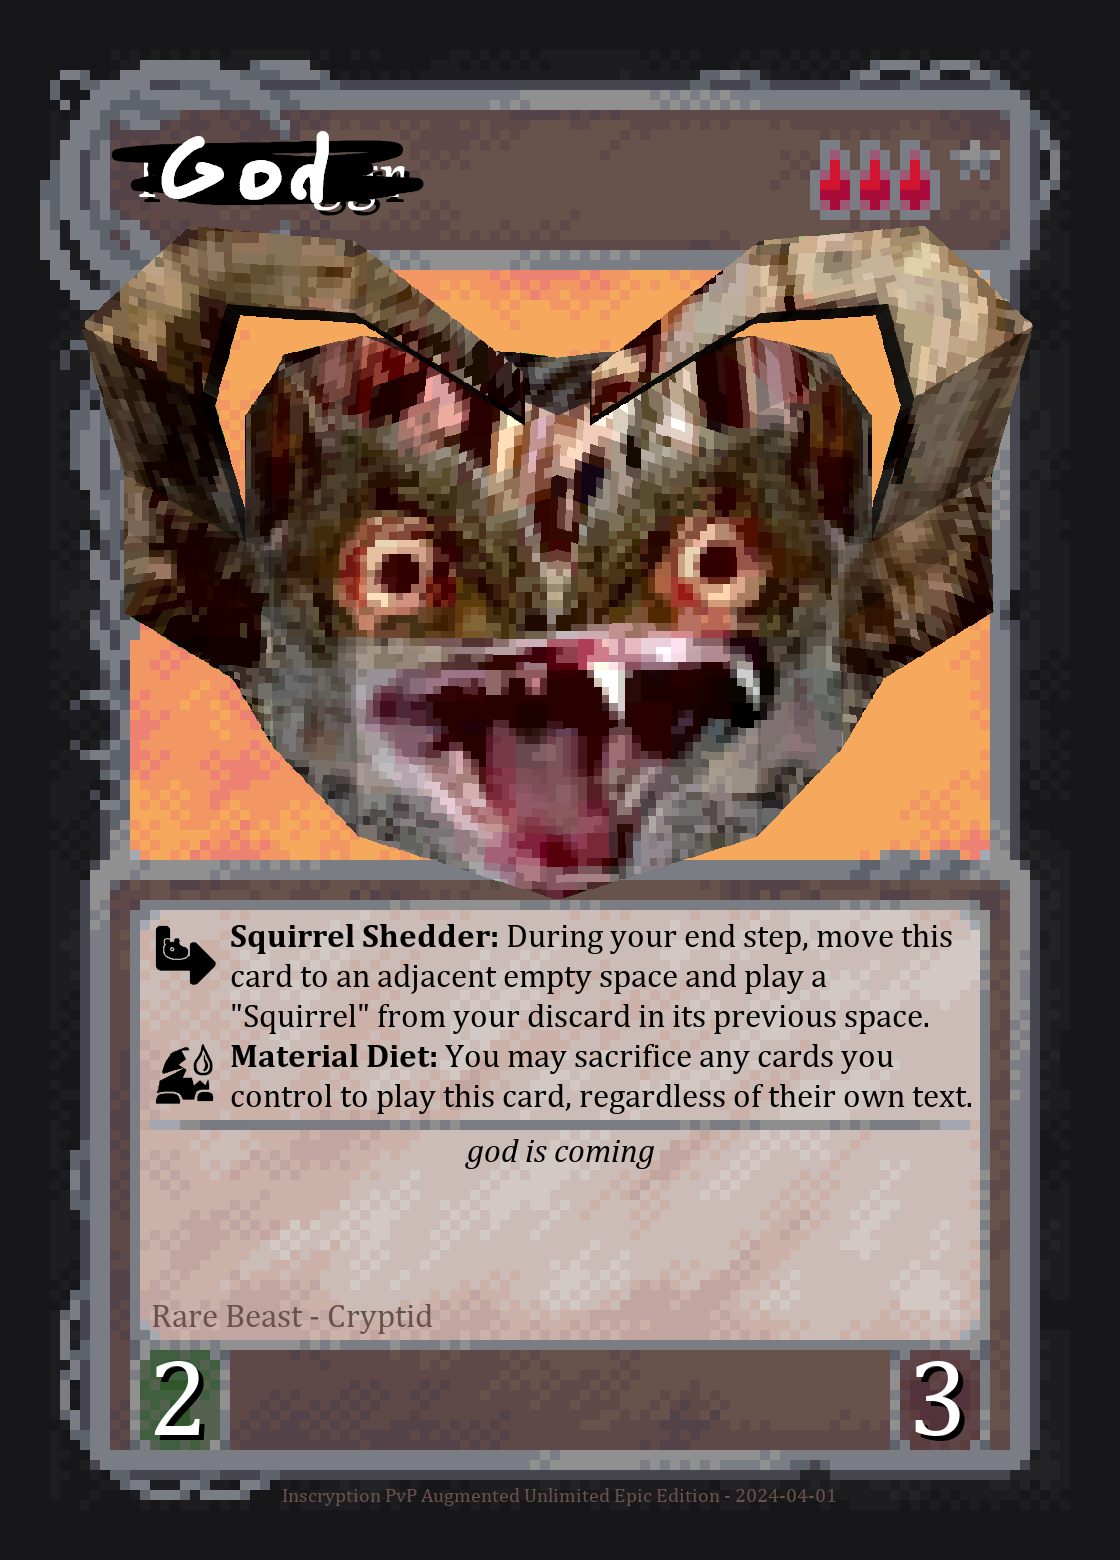 God
Squirrel Shedder: During your end step, move this
card to an adjacent empty space and play a
"Squirrel" from your discard in its previous space.
Material Diet: You may sacrifice any cards you
control to play this card, regardless of their own text.
god is coming
Rare Beast - Cryptid
2
3
Inscryption PvP Augmented Unlimited Epic Edition - 2024-04-01